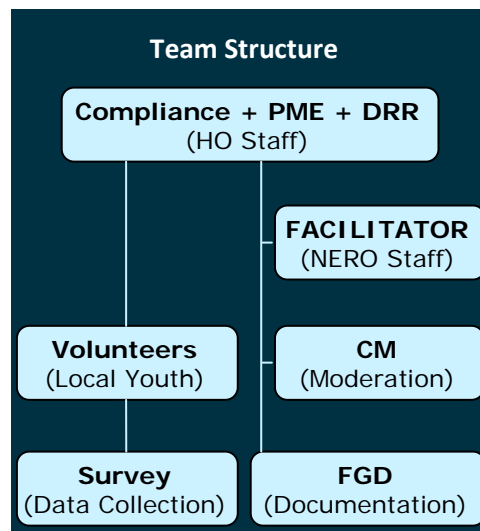 Team Structure
Compliance + PME + DRR
(HO Staff)
FACILITATOR
(NERO Staff)
Volunteers
(Local Youth)
CM
(Moderation)
Survey
(Data Collection)
FGD
(Documentation)